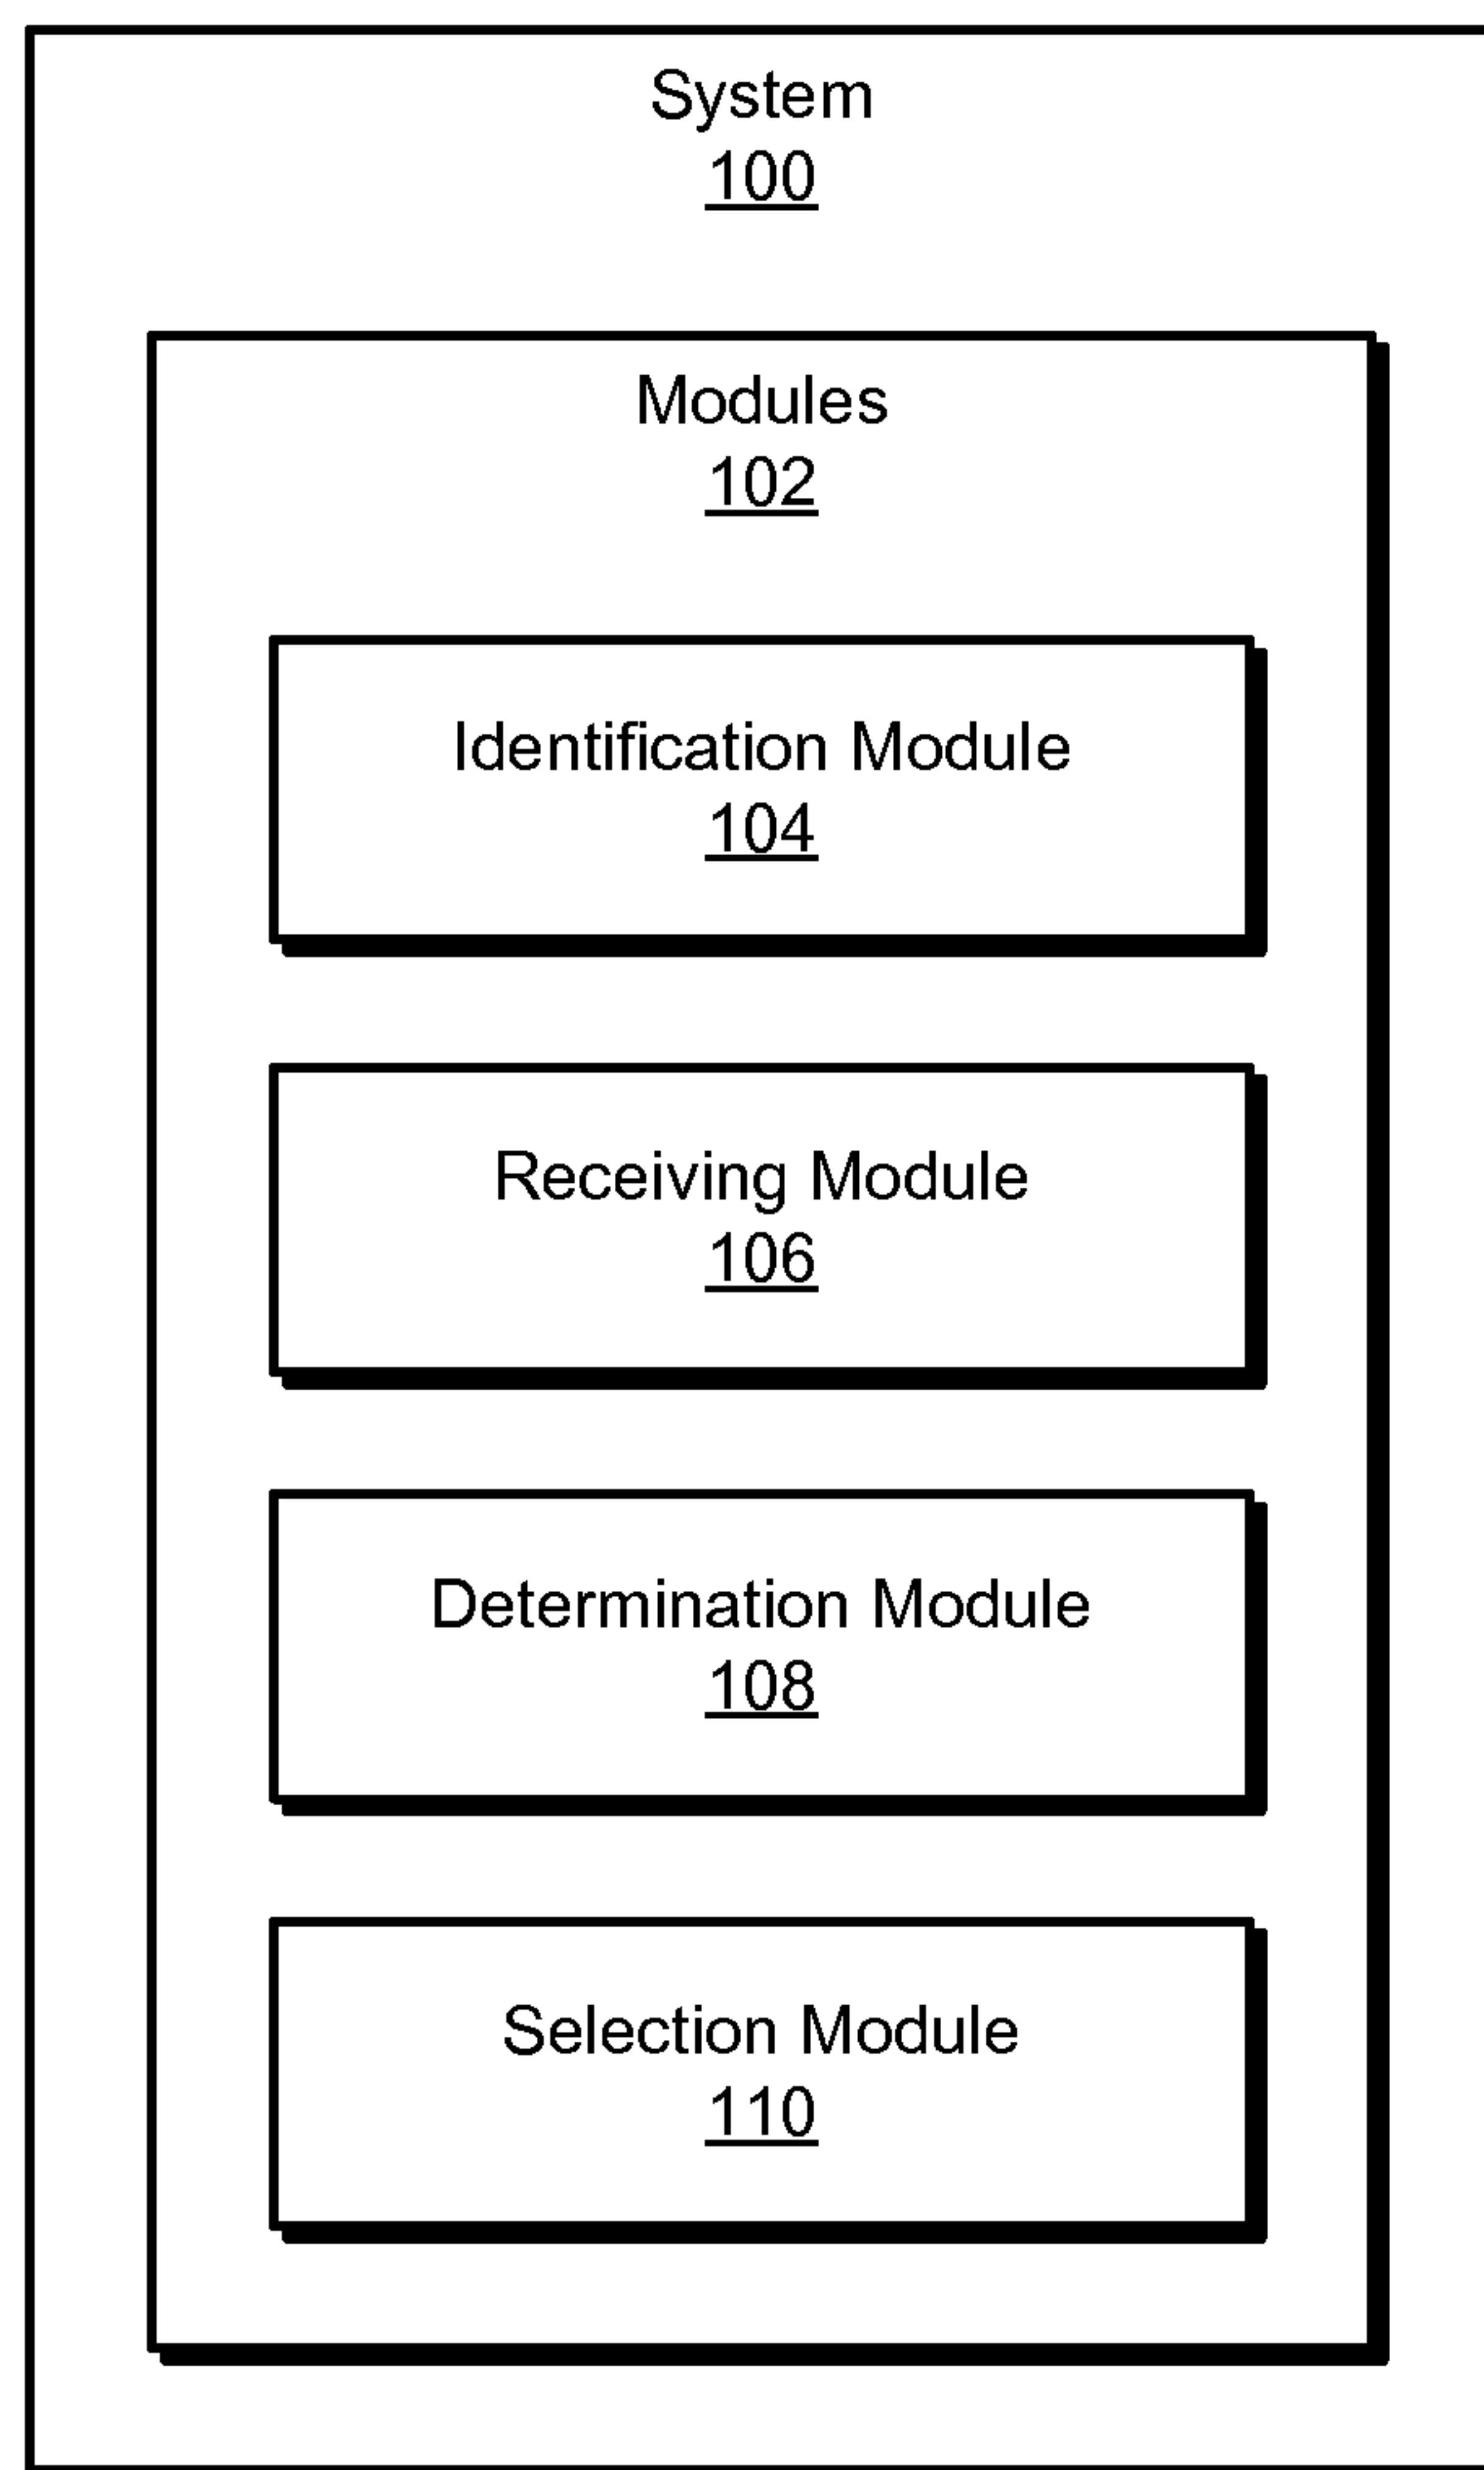 System
100
Modules
102
Identification Module
104
Receiving Module
106
Determination Module
108
Selection Module
110